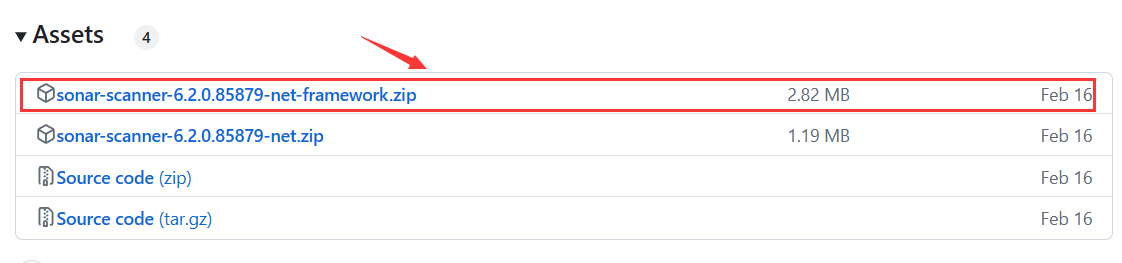 Assets 4
sonar-scanner-6.2.0.85879-net-framework.zip 2.82 MB Feb 16
sonar-scanner-6.2.0.85879-net.zip 1.19 MB Feb 16
Source code (zip) Feb 16
Source code (tar.gz) Feb 16